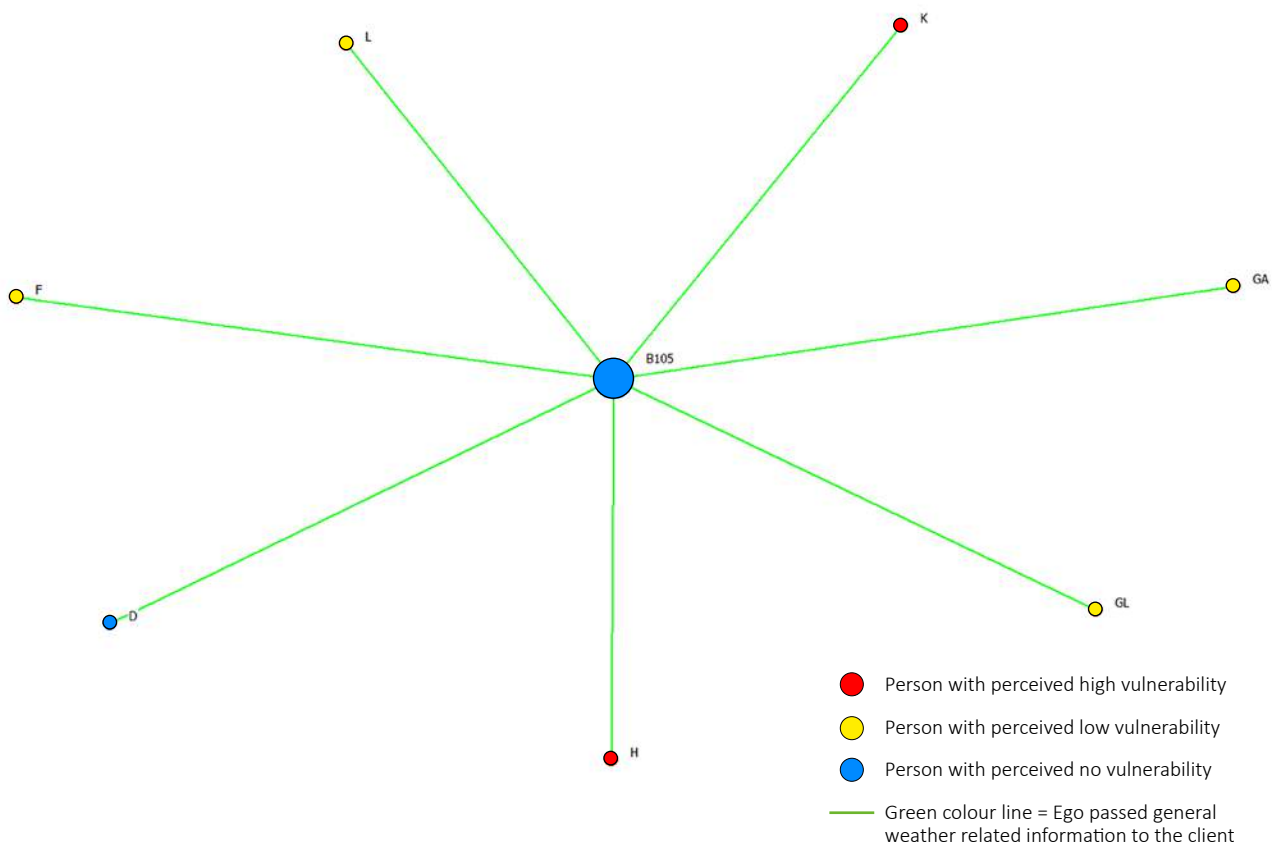 K
L
GA
F
B105
GL
D
H
Person with perceived high vulnerability
Person with perceived low vulnerability
Person with perceived no vulnerability
Green colour line = Ego passed general
weather related information to the client